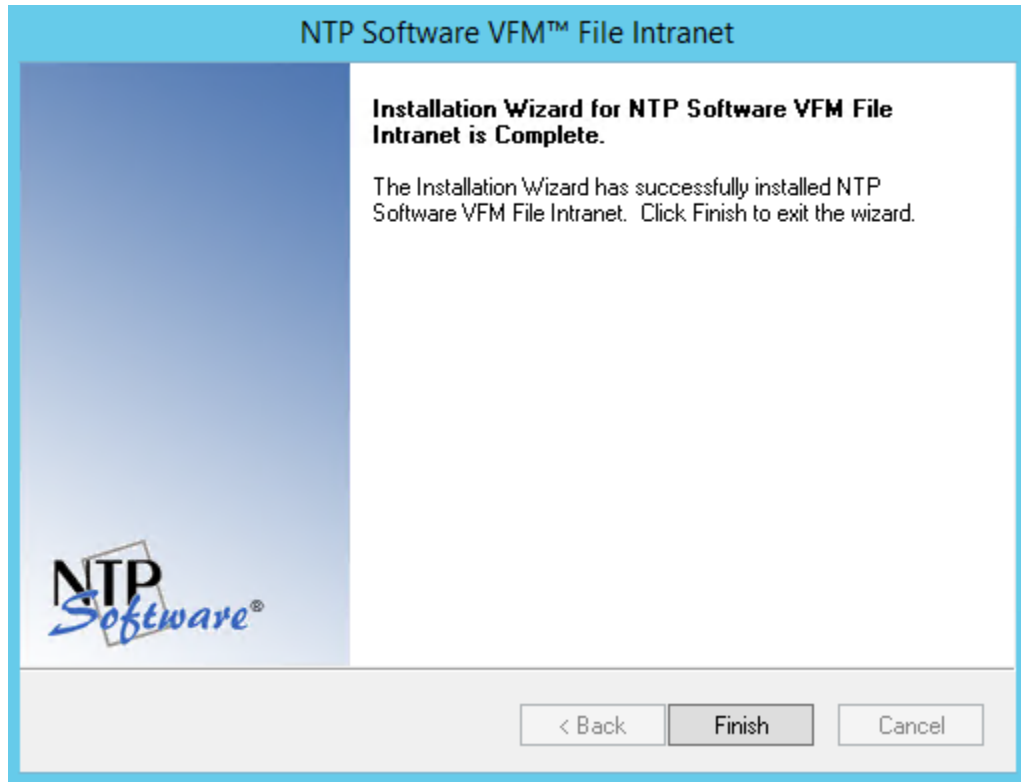 NTP Software VFM™ File Intranet
Installation Wizard for NTP Software VFM File
Intranet is Complete.
The Installation Wizard has successfully installed NTP
Software VFM File Intranet.  Click Finish to exit the wizard.
NTP
Software®
< Back
Finish
Cancel